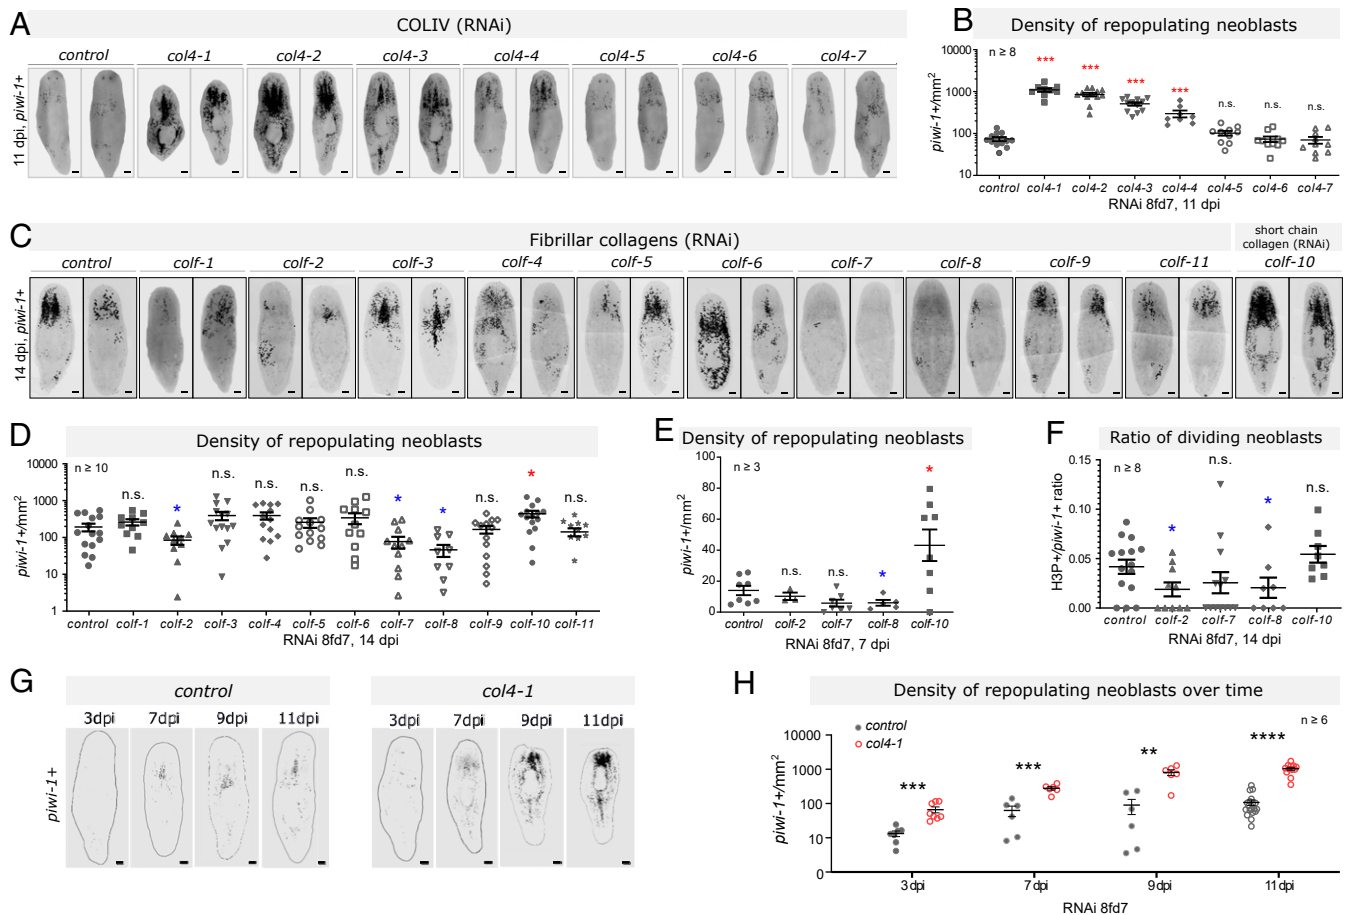 A
COLIV (RNAi)
control col4-1 col4-2 col4-3 col4-4 col4-5 col4-6 col4-7
11 dpi, piwi-1+
B
Density of repopulating neoblasts
n ≥ 8
*** *** *** *** n.s. n.s. n.s.
10000
1000
100
10
piwi-1+/mm2
control col4-1 col4-2 col4-3 col4-4 col4-5 col4-6 col4-7
RNAi 8fd7, 11 dpi
C
Fibrillar collagens (RNAi)
short chain
collagen (RNAi)
control colf-1 colf-2 colf-3 colf-4 colf-5 colf-6 colf-7 colf-8 colf-9 colf-11 colf-10
14 dpi, piwi-1+
D
Density of repopulating neoblasts
n ≥ 10
n.s. * n.s. n.s. n.s. n.s. * * n.s. * n.s.
10000
1000
100
10
1
piwi-1+/mm2
control colf-1 colf-2 colf-3 colf-4 colf-5 colf-6 colf-7 colf-8 colf-9 colf-10 colf-11
RNAi 8fd7, 14 dpi
E
Density of repopulating neoblasts
n ≥ 3
n.s. n.s. * *
100
80
60
40
20
0
piwi-1+/mm2
control colf-2 colf-7 colf-8 colf-10
RNAi 8fd7, 7 dpi
F
Ratio of dividing neoblasts
n ≥ 8
* n.s. * n.s.
0.15
0.10
0.05
0.00
H3P+/piwi-1+ ratio
control colf-2 colf-7 colf-8 colf-10
RNAi 8fd7, 14 dpi
G
control
3dpi 7dpi 9dpi 11dpi
col4-1
3dpi 7dpi 9dpi 11dpi
piwi-1+
H
Density of repopulating neoblasts over time
control
col4-1
n ≥ 6
*** *** ** ****
10000
1000
100
10
0
piwi-1+/mm2
3dpi 7dpi 9dpi 11dpi
RNAi 8fd7